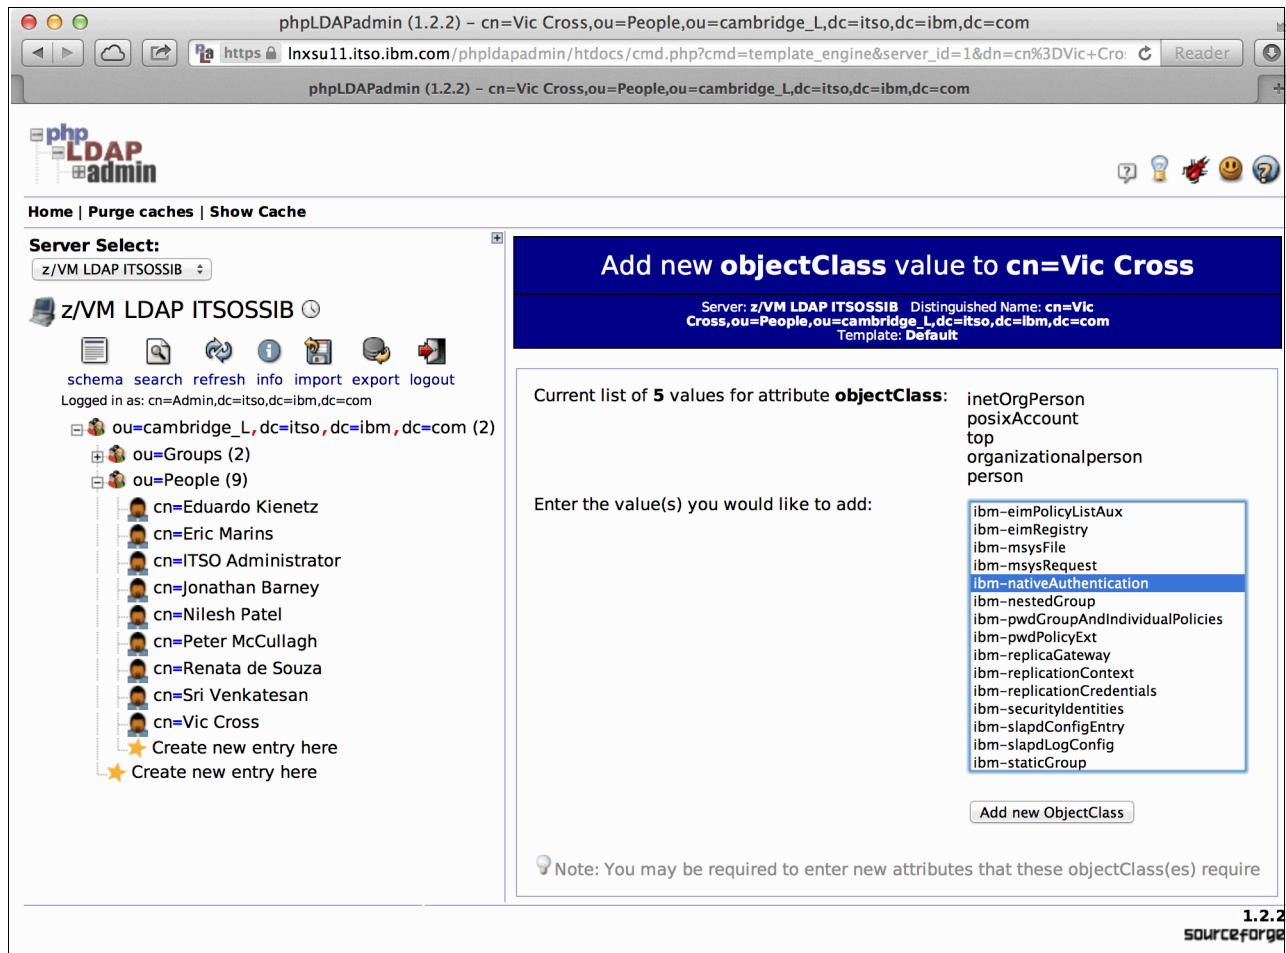 phpLDAPadmin (1.2.2) – cn=Vic Cross,ou=People,ou=cambridge_L,dc=itso,dc=ibm,dc=com
https lnxsu11.itso.ibm.com/phpldapadmin/htdocs/cmd.php?cmd=template_engine&server_id=1&dn=cn%3DVic+Cro Reader
phpLDAPadmin (1.2.2) – cn=Vic Cross,ou=People,ou=cambridge_L,dc=itso,dc=ibm,dc=com
php
LDAP
admin
Home | Purge caches | Show Cache
Server Select:
z/VM LDAP ITSOSSIB
z/VM LDAP ITSOSSIB
schema search refresh info import export logout
Logged in as: cn=Admin,dc=itso,dc=ibm,dc=com
ou=cambridge_L,dc=itso,dc=ibm,dc=com (2)
ou=Groups (2)
ou=People (9)
cn=Eduardo Kienetz
cn=Eric Marins
cn=ITSO Administrator
cn=Jonathan Barney
cn=Nilesh Patel
cn=Peter McCullagh
cn=Renata de Souza
cn=Sri Venkatesan
cn=Vic Cross
Create new entry here
Create new entry here
Add new objectClass value to cn=Vic Cross
Server: z/VM LDAP ITSOSSIB Distinguished Name: cn=Vic
Cross,ou=People,ou=cambridge_L,dc=itso,dc=ibm,dc=com
Template: Default
Current list of 5 values for attribute objectClass:
inetOrgPerson
posixAccount
top
organizationalperson
person
Enter the value(s) you would like to add:
ibm-eimPolicyListAux
ibm-eimRegistry
ibm-msysFile
ibm-msysRequest
ibm-nativeAuthentication
ibm-nestedGroup
ibm-pwdGroupAndIndividualPolicies
ibm-pwdPolicyExt
ibm-replicaGateway
ibm-replicationContext
ibm-replicationCredentials
ibm-securityIdentities
ibm-slapdConfigEntry
ibm-slapdLogConfig
ibm-staticGroup
Add new ObjectClass
Note: You may be required to enter new attributes that these objectClass(es) require
1.2.2
sourceforge